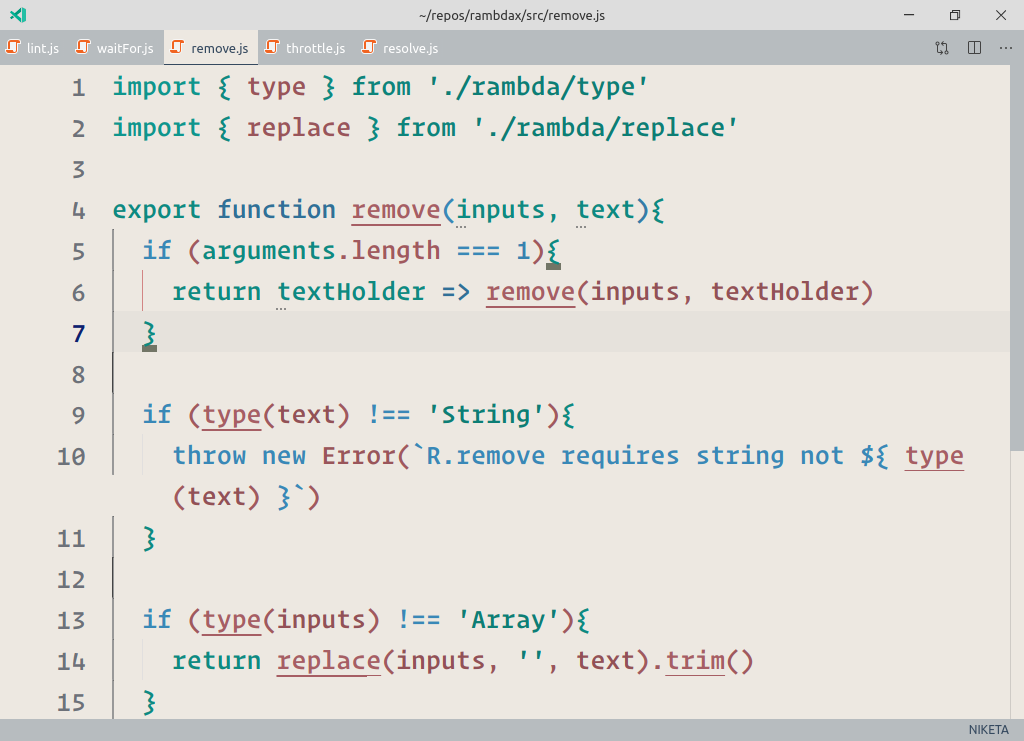 ~/repos/rambdax/src/remove.js
lint.js waitFor.js remove.js throttle.js resolve.js
1 import { type } from './rambda/type'
2 import { replace } from './rambda/replace'
3
4 export function remove(inputs, text){
5 if (arguments.length === 1){
6 return textHolder => remove(inputs, textHolder)
7 }
8
9 if (type(text) !== 'String'){
10 throw new Error(`R.remove requires string not ${ type
(text) }`)
11 }
12
13 if (type(inputs) !== 'Array'){
14 return replace(inputs, '', text).trim()
15 }
NIKETA